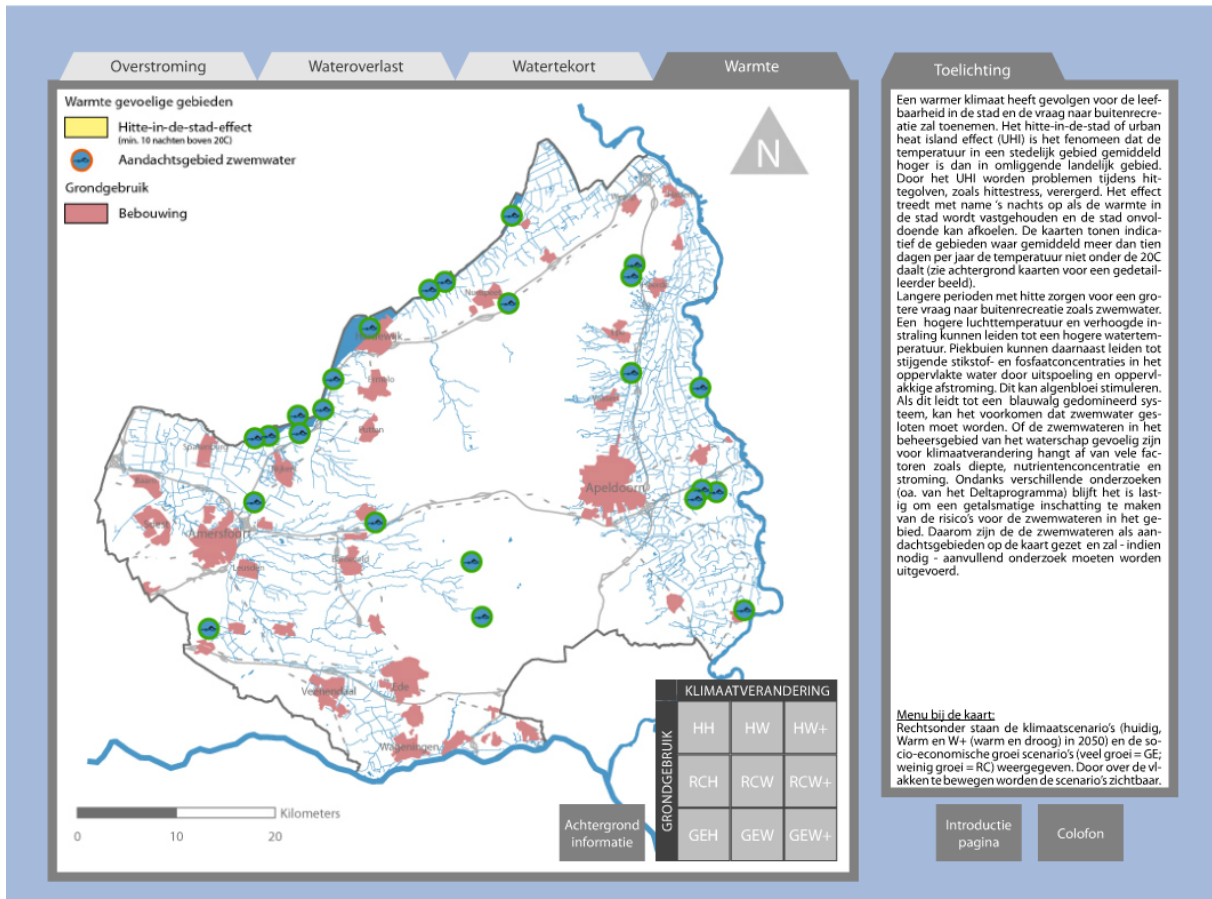 Overstroming
Wateroverlast
Watertekort
Warmte
Toelichting
Warmte gevoelige gebieden
Hitte-in-de-stad-effect
(min. 10 nachten boven 20C)
Aandachtsgebied zwemwater
Grondgebruik
Bebouwing
N
Nunspeet
Harderwijk
Ermelo
Putten
Spakenburg
Nijkerk
Baarn
Soest
Amersfoort
Leusden
Barneveld
Heerde
Epe
Vaassen
Apeldoorn
Veenendaal
Ede
Wageningen
Kilometers
0 10 20
Achtergrond
informatie
KLIMAATVERANDERING
GRONDGEBRUIK
HH HW HW+
RCH RCW RCW+
GEH GEW GEW+
Een warmer klimaat heeft gevolgen voor de leef-
baarheid in de stad en de vraag naar buitenrecre-
atie zal toenemen. Het hitte-in-de-stad of urban
heat island effect (UHI) is het fenomeen dat de
temperatuur in een stedelijk gebied gemiddeld
hoger is dan in omliggende landelijk gebied.
Door het UHI worden problemen tijdens hit-
tegolven, zoals hittestress, verergerd. Het effect
treedt met name 's nachts op als de warmte in
de stad wordt vastgehouden en de stad onvol-
doende kan afkoelen. De kaarten tonen indica-
tief de gebieden waar gemiddeld meer dan tien
dagen per jaar de temperatuur niet onder de 20C
daalt (zie achtergrond kaarten voor een gedetail-
leerder beeld).
Langere perioden met hitte zorgen voor een gro-
tere vraag naar buitenrecreatie zoals zwemwater.
Een hogere luchttemperatuur en verhoogde in-
straling kunnen leiden tot een hogere watertem-
peratuur. Piekbuien kunnen daarnaast leiden tot
stijgende stikstof- en fosfaatconcentraties in het
oppervlakte water door uitspoeling en oppervl-
akkige afstroming. Dit kan algenbloei stimuleren.
Als dit leidt tot een blauwalg gedomineerd sys-
teem, kan het voorkomen dat zwemwater ges-
loten moet worden. Of de zwemwateren in het
beheersgebied van het waterschap gevoelig zijn
voor klimaatverandering hangt af van vele fac-
toren zoals diepte, nutrientenconcentratie en
stroming. Ondanks verschillende onderzoeken
(oa. van het Deltaprogramma) blijft het is last-
ig om een getalsmatige inschatting te maken
van de risico's voor de zwemwateren in het ge-
bied. Daarom zijn de de zwemwateren als aan-
dachtsgebieden op de kaart gezet en zal - indien
nodig - aanvullend onderzoek moeten worden
uitgevoerd.
Menu bij de kaart:
Rechtsonder staan de klimaatscenario's (huidig,
Warm en W+ (warm en droog) in 2050) en de so-
cio-economische groei scenario's (veel groei = GE;
weinig groei = RC) weergegeven. Door over de vl-
akken te bewegen worden de scenario's zichtbaar.
Introductie
pagina
Colofon